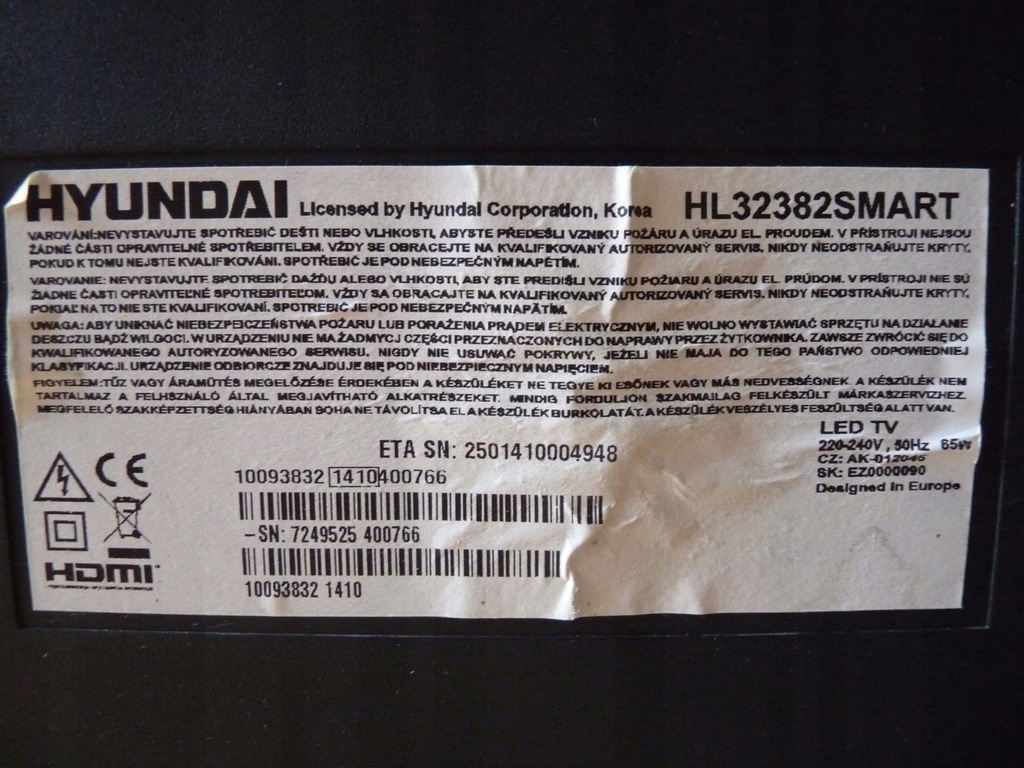 HYUNDAI Licensed by Hyundai Corporation, Korea HL32382SMART
VAROVÁNÍ:NEVYSTAVUJTE SPOTŘEBIČ DEŠTI NEBO VLHKOSTI, ABYSTE PŘEDEŠLI VZNIKU POŽÁRU A ÚRAZU EL. PROUDEM. V PŘÍSTROJI NEJSOU
ŽÁDNÉ ČÁSTI OPRAVITELNÉ SPOTŘEBITELEM. VŽDY SE OBRACEJTE NA KVALIFIKOVANÝ AUTORIZOVANÝ SERVIS. NIKDY NEODSTRAŇUJTE KRYTY,
POKUD K TOMU NEJSTE KVALIFIKOVÁNI. SPOTŘEBIČ JE POD NEBEZPEČNÝM NAPĚTÍM.
VAROVANIE: NEVYSTAVUJTE SPOTREBIČ DAŽĎU ALEBO VLHKOSTI, ABY STE PREDIŠLI VZNIKU POŽIARU A ÚRAZU EL. PRÚDOM. V PRÍSTROJI NIE SÚ
ŽIADNE ČASTI OPRAVITEĽNÉ SPOTREBITEĽOM. VŽDY SA OBRACAJTE NA KVALIFIKOVANÝ AUTORIZOVANÝ SERVIS. NIKDY NEODSTRAŇUJTE KRYTY,
POKIAĽ NA TO NIE STE KVALIFIKOVANÍ. SPOTREBIČ JE POD NEBEZPEČNÝM NAPÄTÍM.
UWAGA: ABY UNIKNĄĆ NIEBEZPIECZEŃSTWA POŻARU LUB PORAŻENIA PRĄDEM ELEKTRYCZNYM, NIE WOLNO WYSTAWIAĆ SPRZĘTU NA DZIAŁANIE
DESZCZU BĄDŹ WILGOCI. W URZĄDZENIU NIE MA ŻADMYCJ CZĘŚCI PRZEZNACZONYCH DO NAPRAWY PRZEZ ŻYTKOWNIKA. ZAWSZE ZWRÓCIĆ SIĘ DO
KWALIFIKOWANEGO AUTORYZOWANEGO SERWISU. NIGDY NIE USUWAĆ POKRYWY, JEŻELI NIE MAJA DO TEGO PAŃSTWO ODPOWIEDNIEJ
KLASYFIKACJI. URZĄDZENIE ODBIORCZE ZNAJDUJE SIĘ POD NIEBEZPIECZNYM NAPIĘCIEM.
FIGYELEM:TŰZ VAGY ÁRAMÜTÉS MEGELŐZÉSE ÉRDEKÉBEN A KÉSZÜLÉKET NE TEGYE KI ESŐNEK VAGY MÁS NEDVESSÉGNEK. A KÉSZÜLÉK NEM
TARTALMAZ A FELHSZNÁLÓ ÁLTAL MEGJAVÍTHATÓ ALKATRÉSZEKET. MINDIG FORDULJON SZAKMAILAG FELKÉSZÜLT MÁRKASZERVIZHEZ.
MEGFELELŐ SZAKKÉPZETTSÉG HIÁNYÁBAN SOHA NE TÁVOLÍTSA EL A KÉSZÜLÉK BURKOLATÁT. A KÉSZÜLÉK VESZÉLYES FESZÜLTSÉG ALATT VAN.
LED TV
220-240V , 50Hz 65W
CZ: AK-012045
SK: EZ0000090
Designed in Europe
ETA SN: 2501410004948
10093832 1410 400766
-SN: 7249525 400766
10093832 1410
CE
HDMI